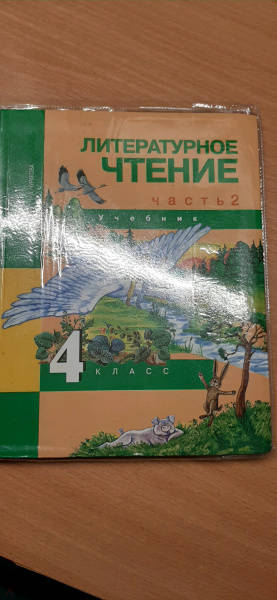 ЛИТЕРАТУРНОЕ
ЧТЕНИЕ
часть 2
Учебник
4
КЛАСС